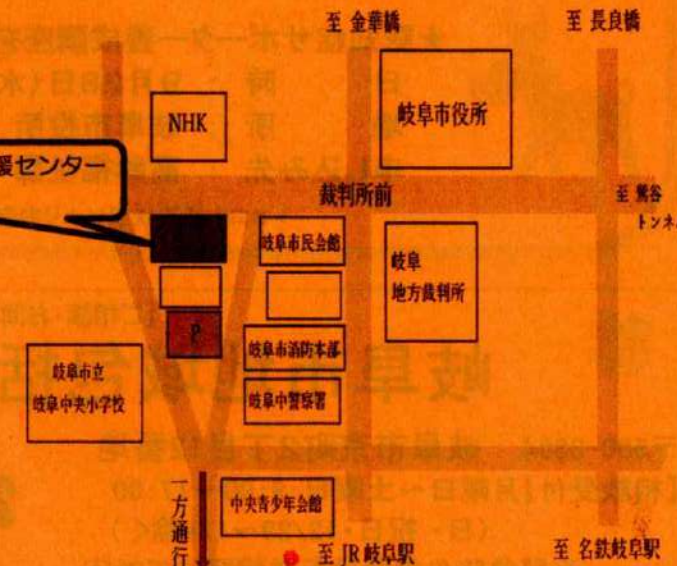 至 金華橋
至 長良橋
NHK
岐阜市役所
援センター
裁判所前
至 鶯谷
トンネル
岐阜市民会館
岐阜
地方裁判所
P
岐阜市消防本部
岐阜市立
岐阜中央小学校
岐阜中警察署
一方通行
中央青少年会館
至 JR 岐阜駅
至 名鉄岐阜駅